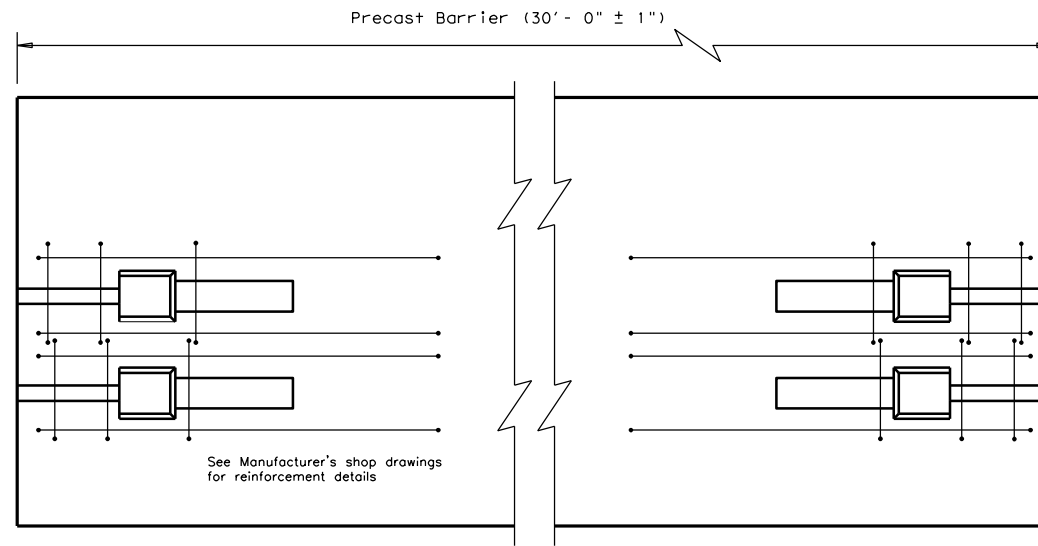 Precast Barrier (30'- 0" ± 1")
See Manufacturer's shop drawings
for reinforcement details